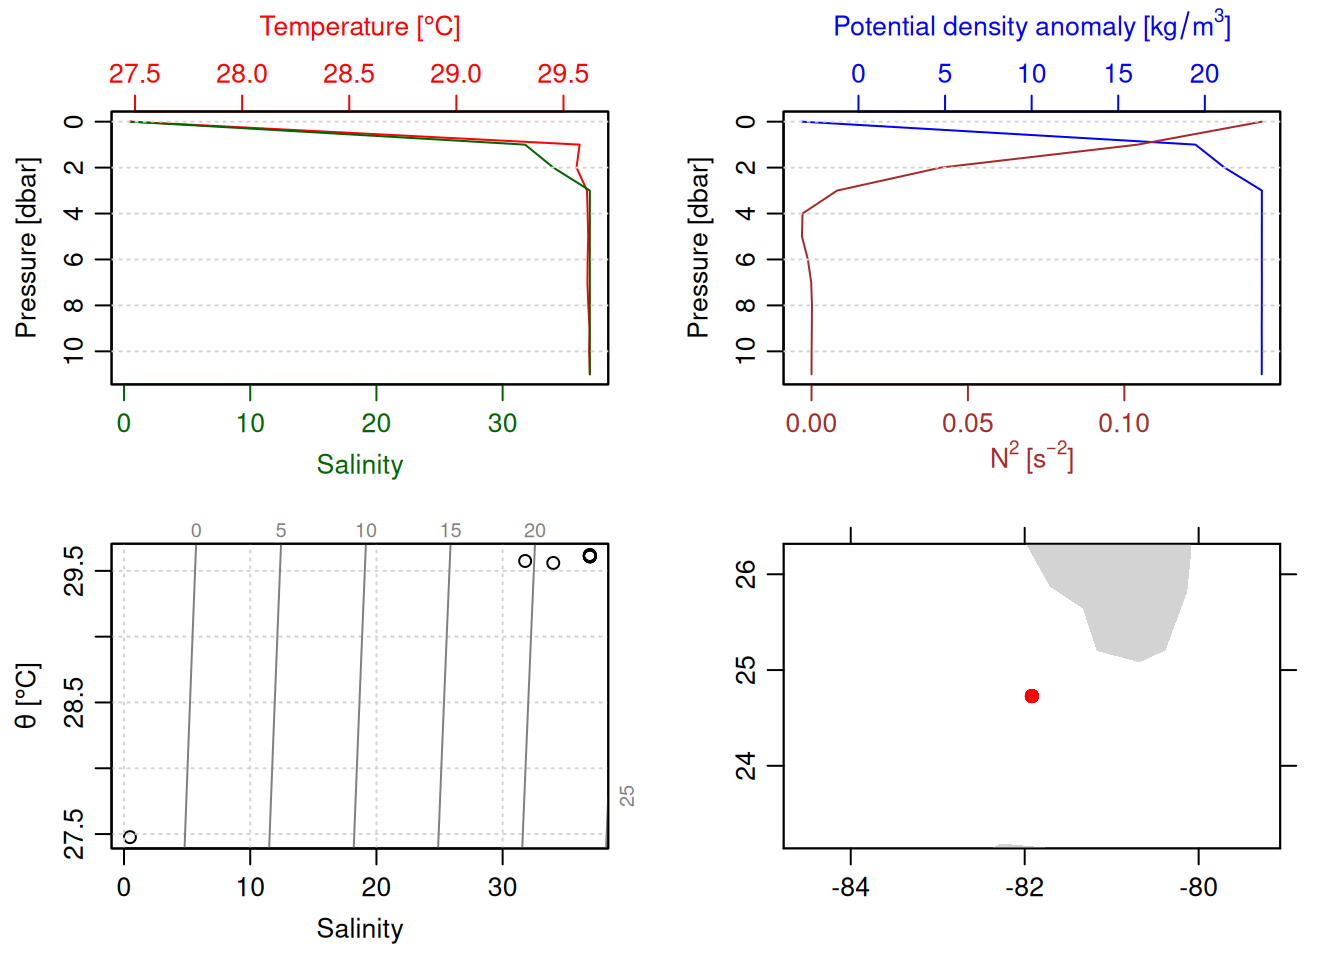 Temperature [°C]
27.5 28.0 28.5 29.0 29.5
Pressure [dbar]
0
2
4
6
8
10
0 10 20 30
Salinity
Potential density anomaly [kg/m³]
0 5 10 15 20
Pressure [dbar]
0
2
4
6
8
10
0.00 0.05 0.10
N² [s⁻²]
0 5 10 15 20
θ [°C]
29.5
28.5
27.5
25
0 10 20 30
Salinity
26
25
24
-84 -82 -80